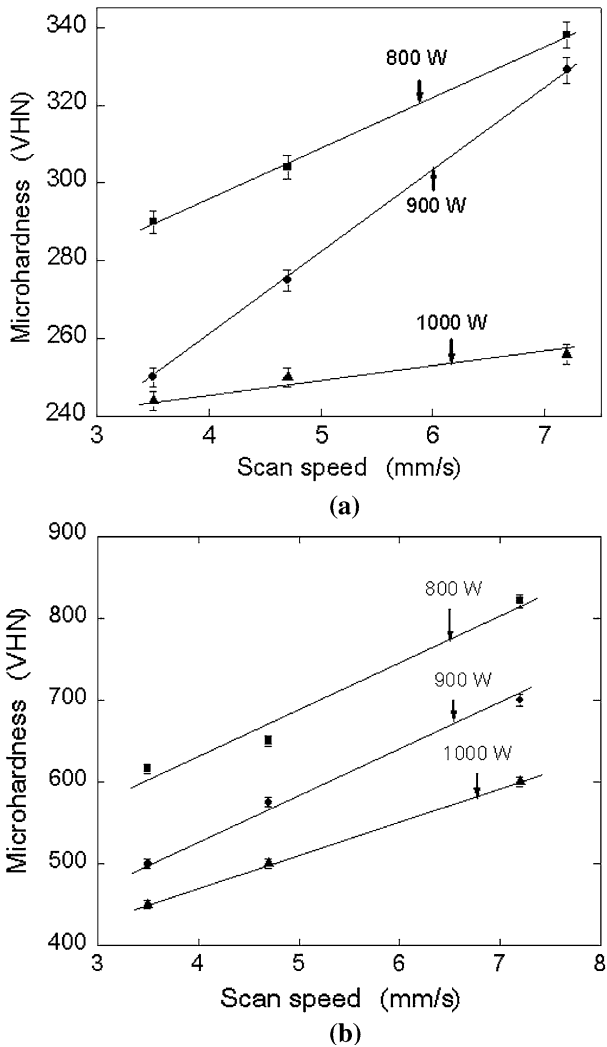 340
320
300
280
260
240
Microhardness (VHN)
800 W
900 W
1000 W
3 4 5 6 7
Scan speed (mm/s)
(a)
900
800
700
600
500
400
Microhardness (VHN)
800 W
900 W
1000 W
3 4 5 6 7 8
Scan speed (mm/s)
(b)